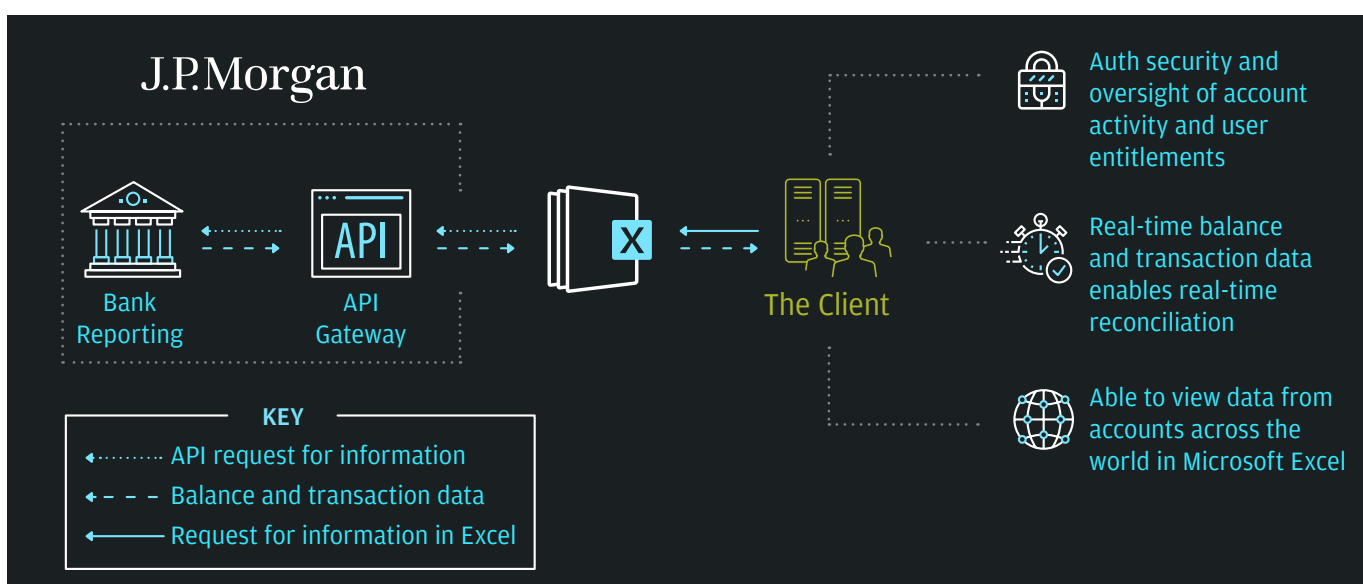 J.P.Morgan
Bank
Reporting
API
API
Gateway
X
The Client
Auth security and
oversight of account
activity and user
entitlements
Real-time balance
and transaction data
enables real-time
reconciliation
Able to view data from
accounts across the
world in Microsoft Excel
KEY
API request for information
Balance and transaction data
Request for information in Excel